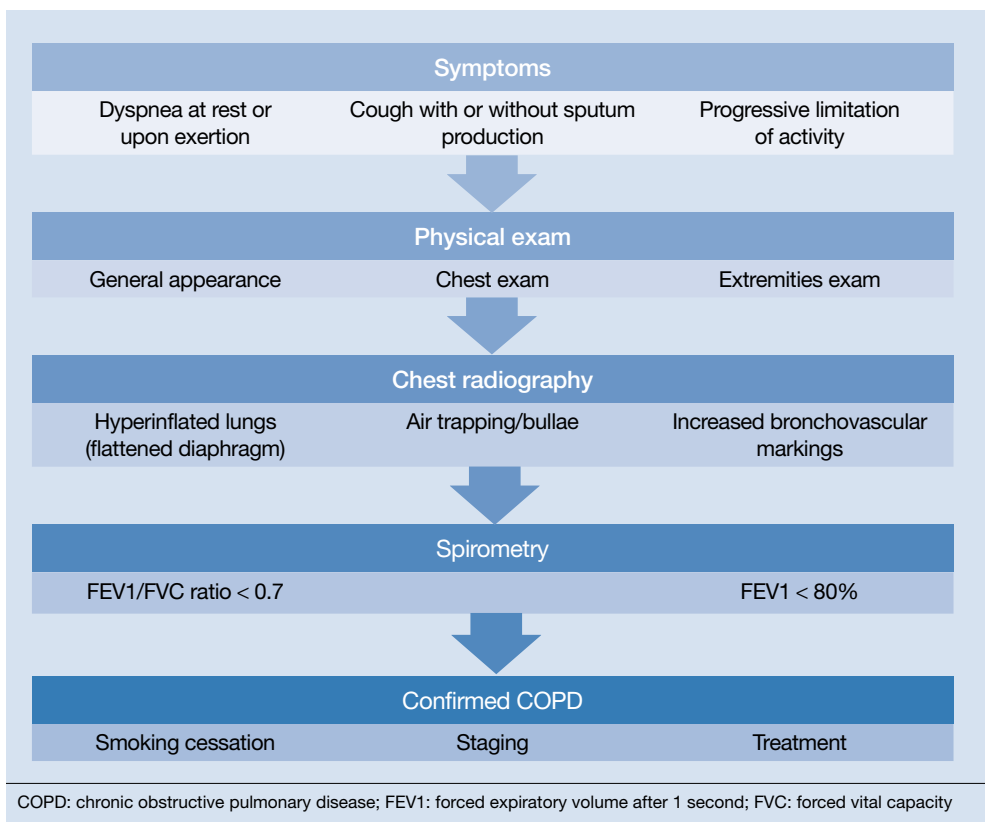 Symptoms
Dyspnea at rest or
upon exertion
Cough with or without sputum
production
Progressive limitation
of activity
Physical exam
General appearance
Chest exam
Extremities exam
Chest radiography
Hyperinflated lungs
(flattened diaphragm)
Air trapping/bullae
Increased bronchovascular
markings
Spirometry
FEV1/FVC ratio < 0.7
FEV1 < 80%
Confirmed COPD
Smoking cessation
Staging
Treatment
COPD: chronic obstructive pulmonary disease; FEV1: forced expiratory volume after 1 second; FVC: forced vital capacity